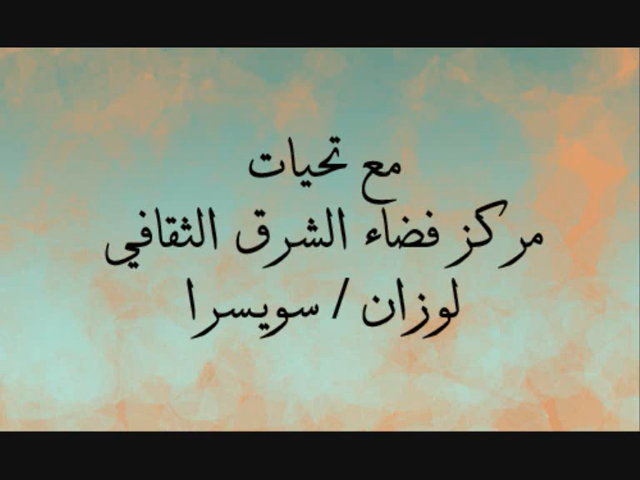 مع تحيات
مركز فضاء الشرق الثقافي
لوزان / سويسرا